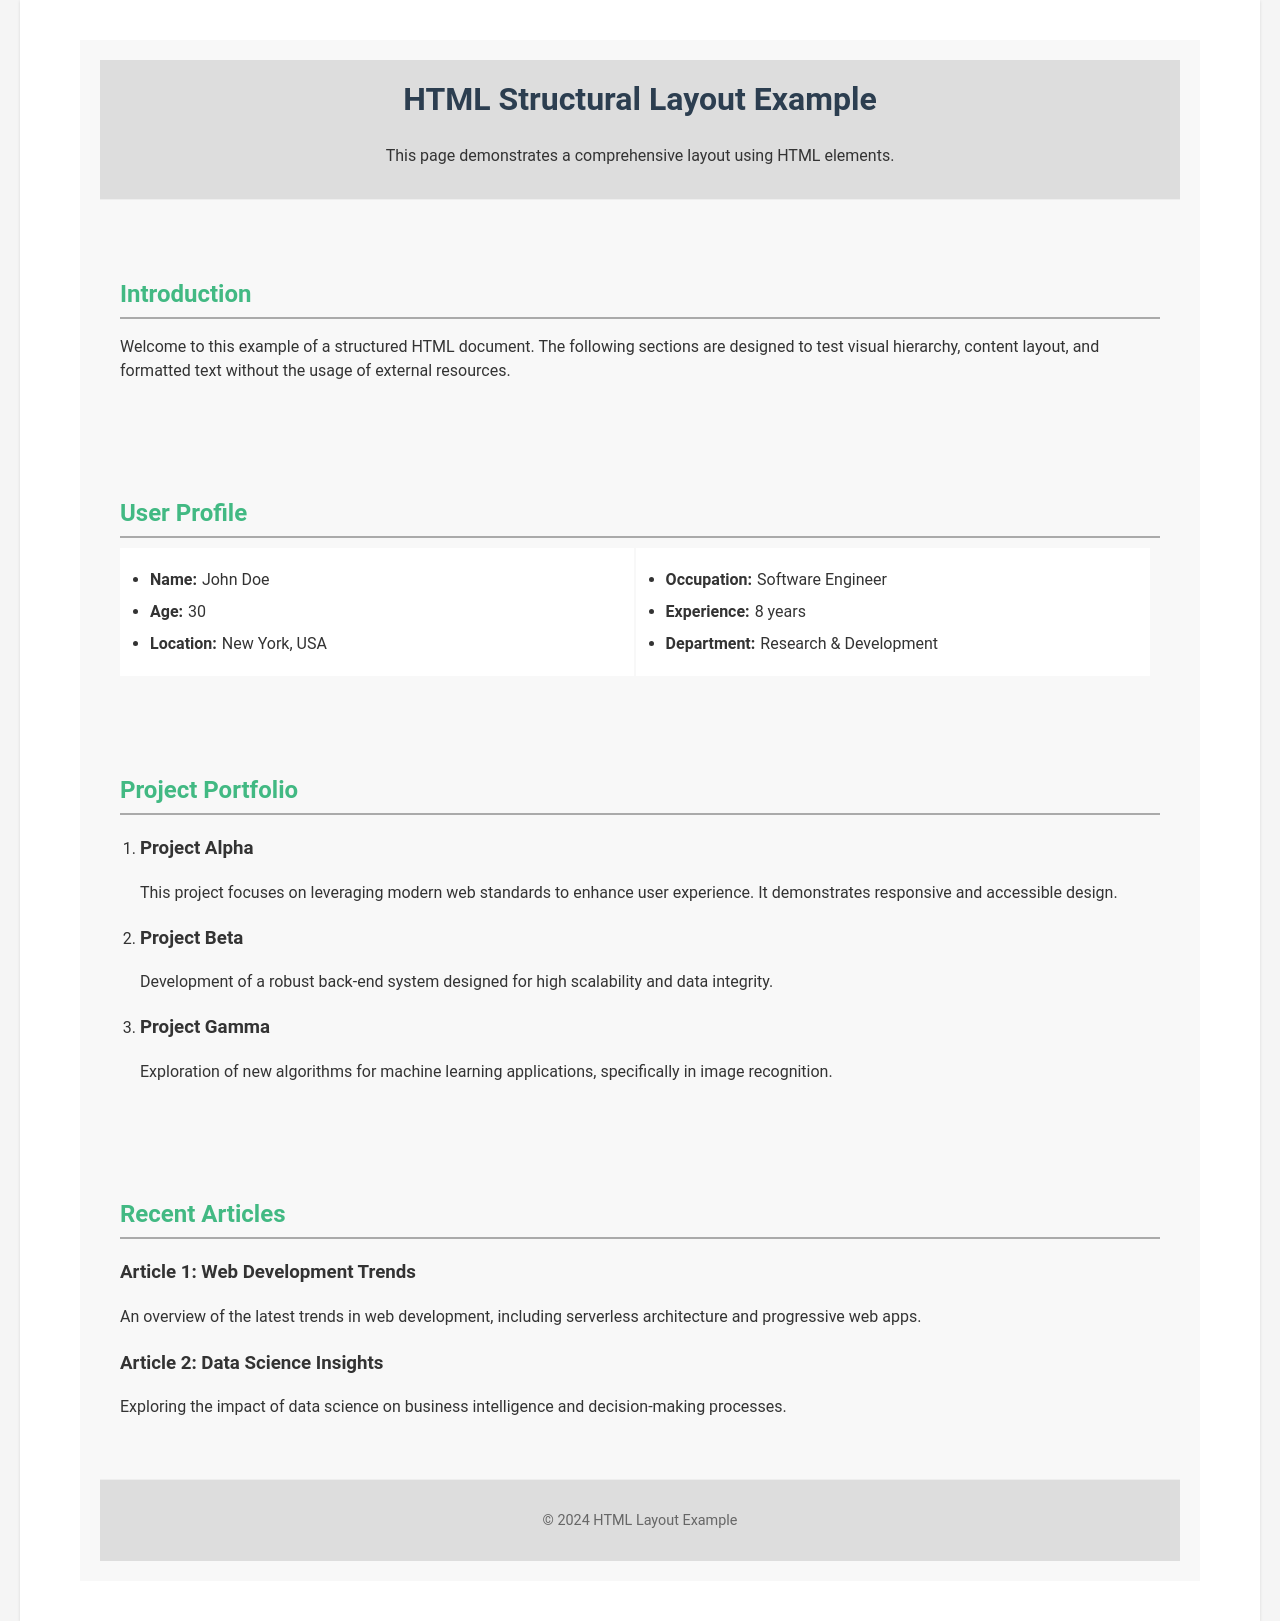 HTML Structural Layout Example
This page demonstrates a comprehensive layout using HTML elements.
Introduction
Welcome to this example of a structured HTML document. The following sections are designed to test visual hierarchy, content layout, and
formatted text without the usage of external resources.
User Profile
• Name: John Doe
• Age: 30
• Location: New York, USA
• Occupation: Software Engineer
• Experience: 8 years
• Department: Research & Development
Project Portfolio
1. Project Alpha
This project focuses on leveraging modern web standards to enhance user experience. It demonstrates responsive and accessible design.
2. Project Beta
Development of a robust back-end system designed for high scalability and data integrity.
3. Project Gamma
Exploration of new algorithms for machine learning applications, specifically in image recognition.
Recent Articles
Article 1: Web Development Trends
An overview of the latest trends in web development, including serverless architecture and progressive web apps.
Article 2: Data Science Insights
Exploring the impact of data science on business intelligence and decision-making processes.
© 2024 HTML Layout Example